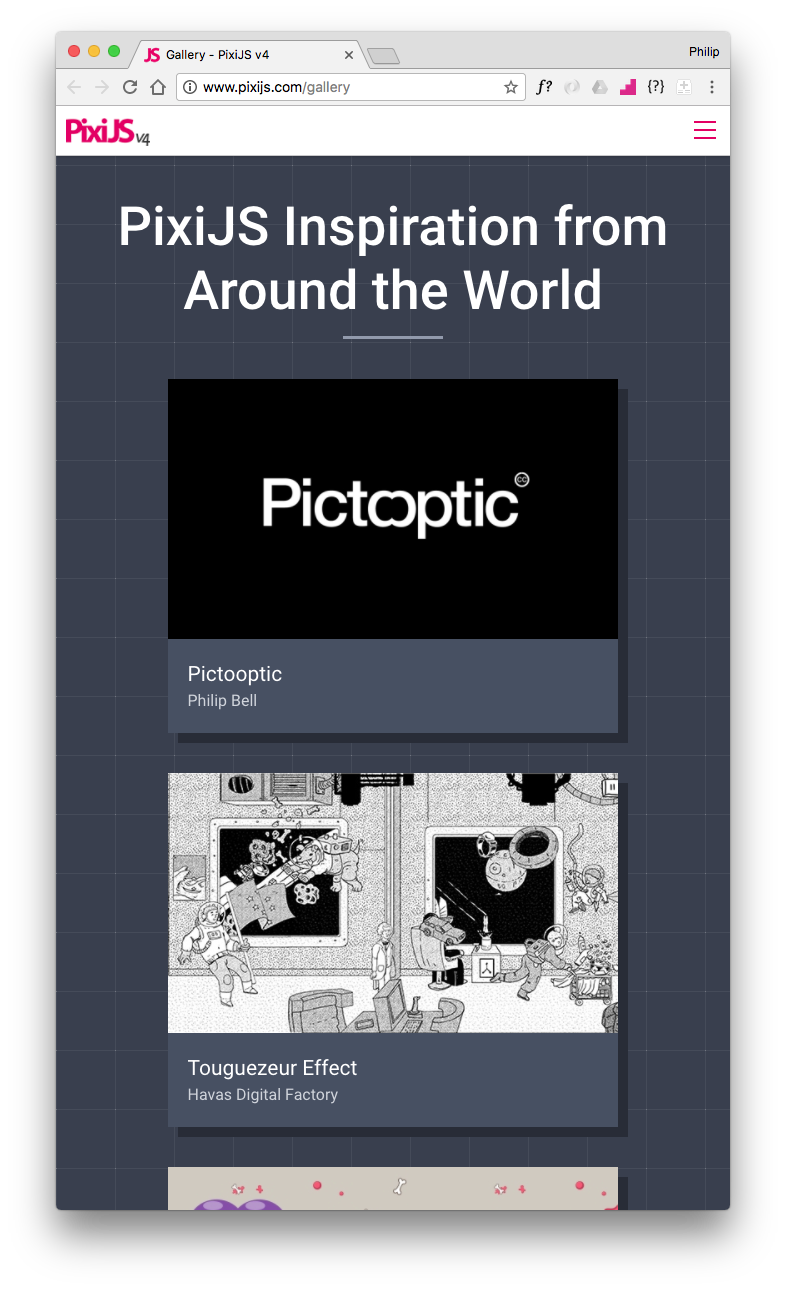 JS Gallery - PixiJS v4
Philip
www.pixijs.com/gallery
f?
{?}
PixiJS v4
PixiJS Inspiration from
Around the World
Pictooptic cc
Pictooptic
Philip Bell
Touguezeur Effect
Havas Digital Factory